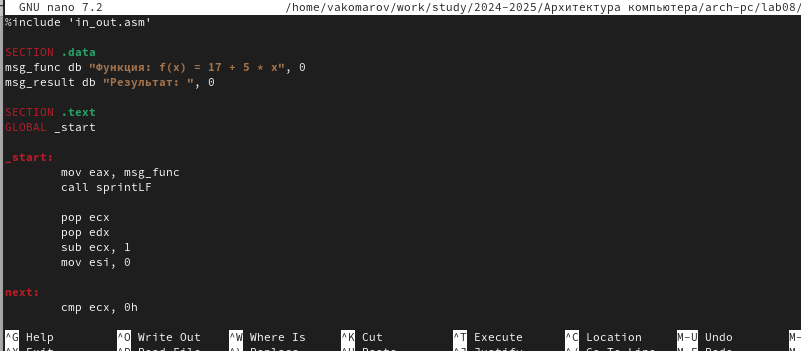 GNU nano 7.2 /home/vakomarov/work/study/2024-2025/Архитектура компьютера/arch-pc/lab08/
%include 'in_out.asm'
SECTION .data
msg_func db "Функция: f(x) = 17 + 5 * x", 0
msg_result db "Результат: ", 0
SECTION .text
GLOBAL _start
_start:
mov eax, msg_func
call sprintLF
pop ecx
pop edx
sub ecx, 1
mov esi, 0
next:
cmp ecx, 0h
^G Help ^O Write Out ^W Where Is ^K Cut ^T Execute ^C Location M-U Undo